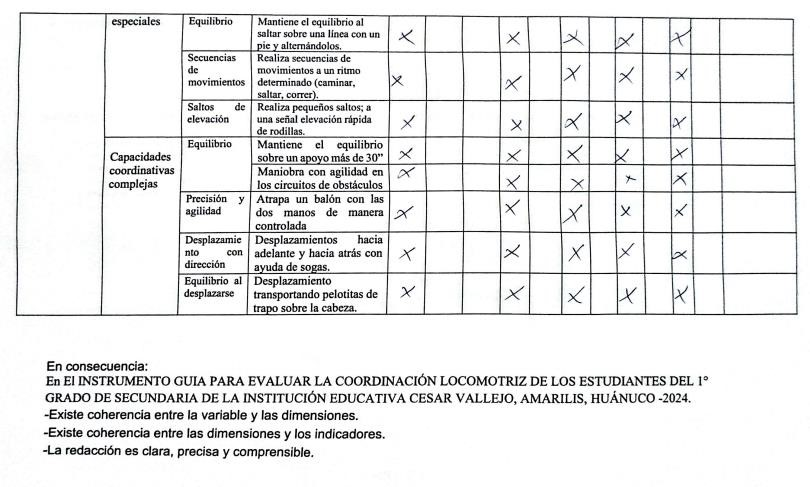 especiales Equilibrio Mantiene el equilibrio al
saltar sobre una línea con un
pie y alternándolos. X X X X X
Secuencias Realiza secuencias de
de movimientos a un ritmo
movimientos determinado (caminar, X X X X X
saltar, correr).
Saltos de Realiza pequeños saltos; a
elevación una señal elevación rápida X X X X X
de rodillas.
Capacidades
coordinativas
complejas
Equilibrio Mantiene el equilibrio
sobre un apoyo más de 30” X X X X X
Maniobra con agilidad en
los circuitos de obstáculos X X X X X
Precisión y Atrapa un balón con las
agilidad dos manos de manera X X X X X
controlada
Desplazamie Desplazamientos hacia
nto con adelante y hacia atrás con X X X X X
dirección ayuda de sogas.
Equilibrio al Desplazamiento
desplazarse transportando pelotitas de X X X X X
trapo sobre la cabeza.
En consecuencia:
En El INSTRUMENTO GUIA PARA EVALUAR LA COORDINACIÓN LOCOMOTRIZ DE LOS ESTUDIANTES DEL 1°
GRADO DE SECUNDARIA DE LA INSTITUCIÓN EDUCATIVA CESAR VALLEJO, AMARILIS, HUÁNUCO -2024.
-Existe coherencia entre la variable y las dimensiones.
-Existe coherencia entre las dimensiones y los indicadores.
-La redacción es clara, precisa y comprensible.